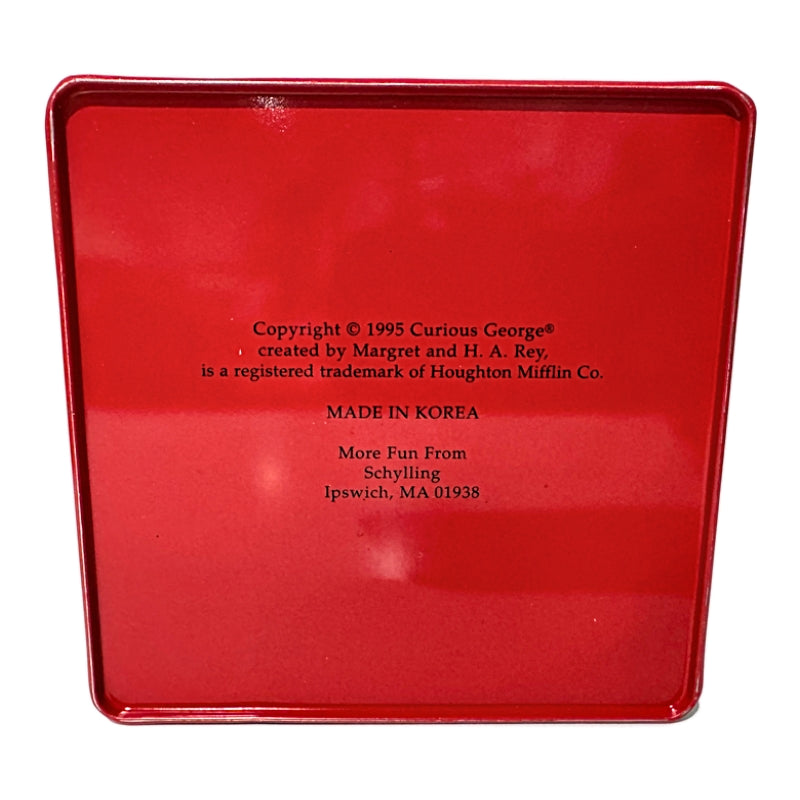 Copyright © 1995 Curious George®
created by Margret and H. A. Rey,
is a registered trademark of Houghton Mifflin Co.
MADE IN KOREA
More Fun From
Schylling
Ipswich, MA 01938